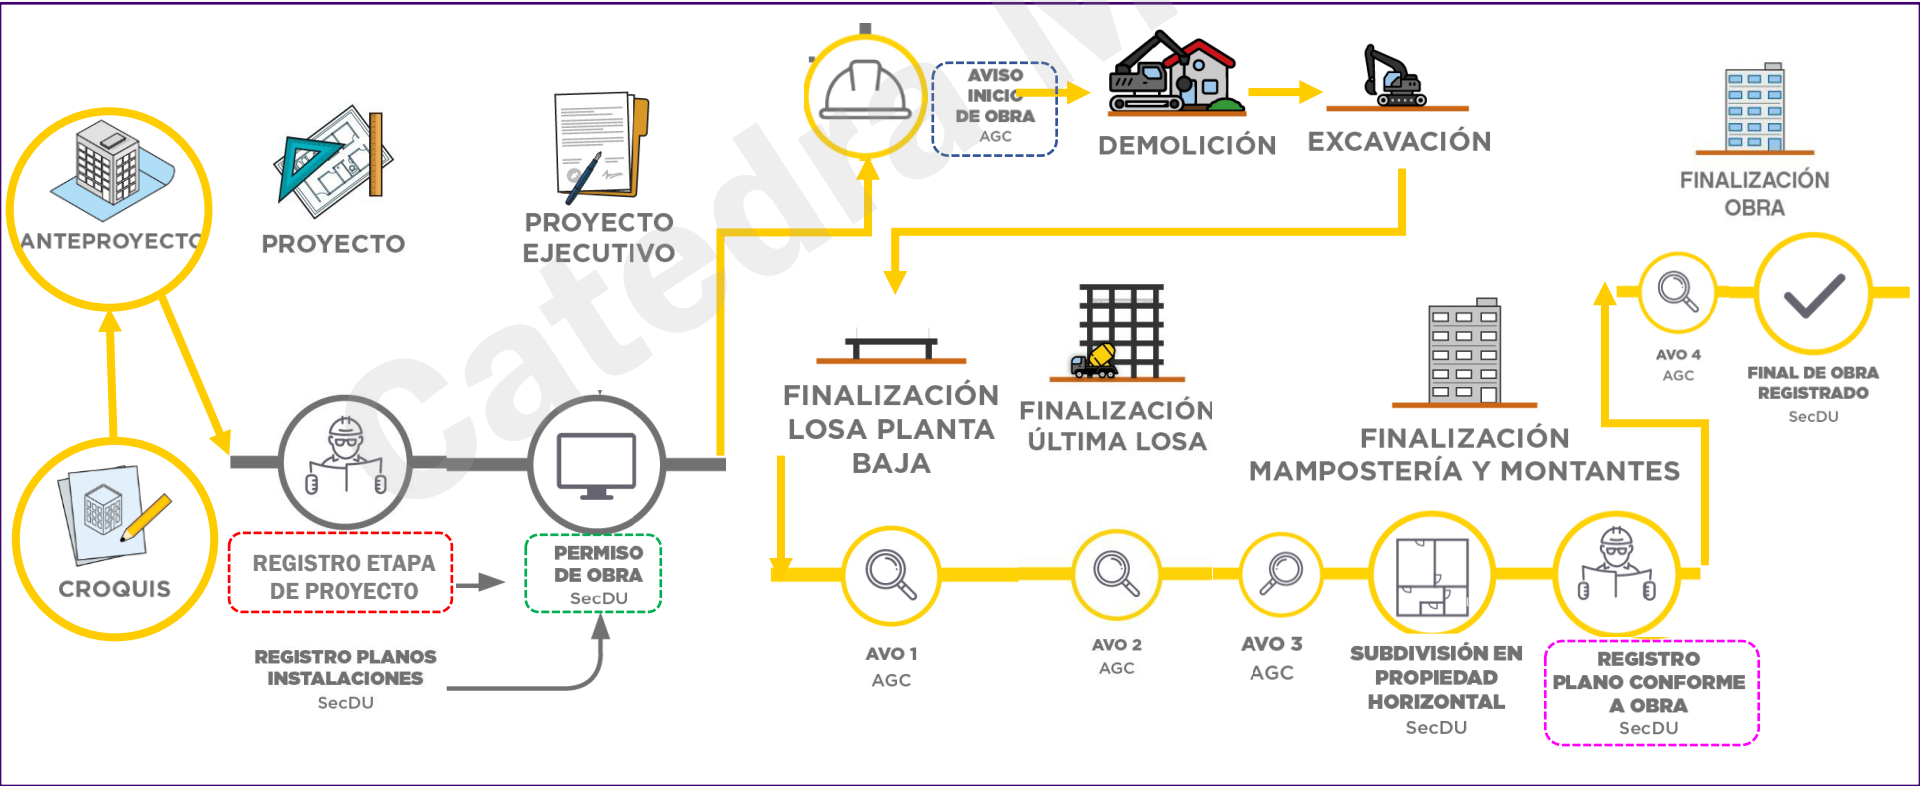 CROQUIS
ANTEPROYECTO
PROYECTO
PROYECTO
EJECUTIVO
REGISTRO ETAPA
DE PROYECTO
REGISTRO PLANOS
INSTALACIONES
SecDU
PERMISO
DE OBRA
SecDU
AVISO
INICIO
DE OBRA
AGC
DEMOLICIÓN
EXCAVACIÓN
FINALIZACIÓN
LOSA PLANTA
BAJA
FINALIZACIÓN
ÚLTIMA LOSA
FINALIZACIÓN
MAMPOSTERÍA Y MONTANTES
AVO 1
AGC
AVO 2
AGC
AVO 3
AGC
SUBDIVISIÓN EN
PROPIEDAD
HORIZONTAL
SecDU
REGISTRO
PLANO CONFORME
A OBRA
SecDU
FINALIZACIÓN
OBRA
AVO 4
AGC
FINAL DE OBRA
REGISTRADO
SecDU
Catedra